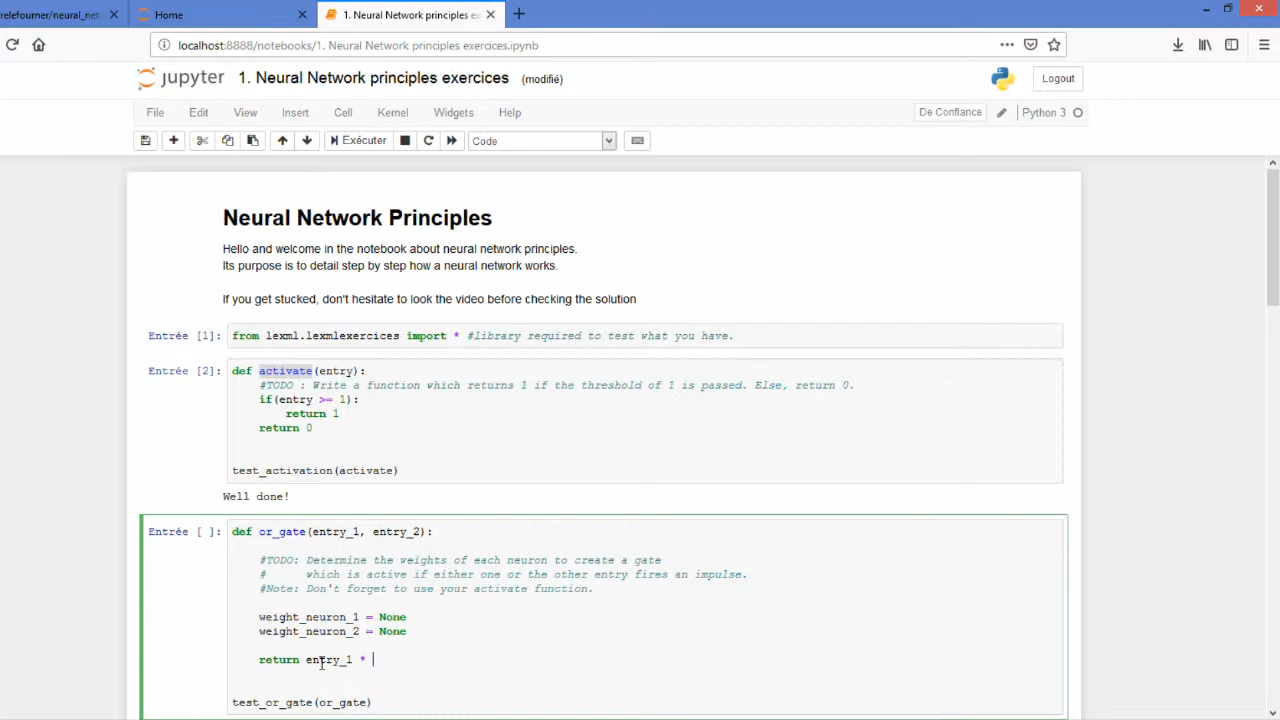 relefourner/neural_net
Home
1. Neural Network principles ex
localhost:8888/notebooks/1. Neural Network principles exercices.ipynb
jupyter 1. Neural Network principles exercices (modifié)
Logout
File Edit View Insert Cell Kernel Widgets Help
De Confiance Python 3
Exécuter Code
Neural Network Principles
Hello and welcome in the notebook about neural network principles.
Its purpose is to detail step by step how a neural network works.
If you get stucked, don't hesitate to look the video before checking the solution
Entrée [1]: from lexml.lexmlexercices import * #library required to test what you have.
Entrée [2]: def activate(entry):
#TODO : Write a function which returns 1 if the threshold of 1 is passed. Else, return 0.
if(entry >= 1):
return 1
return 0
test_activation(activate)
Well done!
Entrée [ ]: def or_gate(entry_1, entry_2):
#TODO: Determine the weights of each neuron to create a gate
# which is active if either one or the other entry fires an impulse.
#Note: Don't forget to use your activate function.
weight_neuron_1 = None
weight_neuron_2 = None
return entry_1 *
test_or_gate(or_gate)